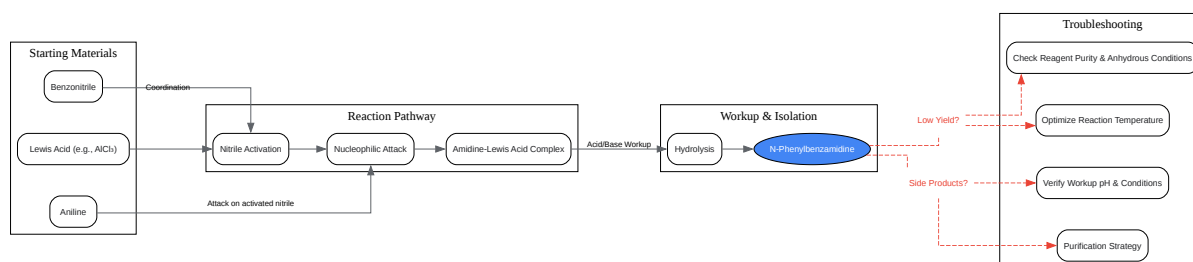 Starting Materials
Benzonitrile
Lewis Acid (e.g., AlCl₃)
Aniline
Coordination
Attack on activated nitrile
Reaction Pathway
Nitrile Activation
Nucleophilic Attack
Amidine-Lewis Acid Complex
Acid/Base Workup
Workup & Isolation
Hydrolysis
N-Phenylbenzamidine
Low Yield?
Side Products?
Troubleshooting
Check Reagent Purity & Anhydrous Conditions
Optimize Reaction Temperature
Verify Workup pH & Conditions
Purification Strategy